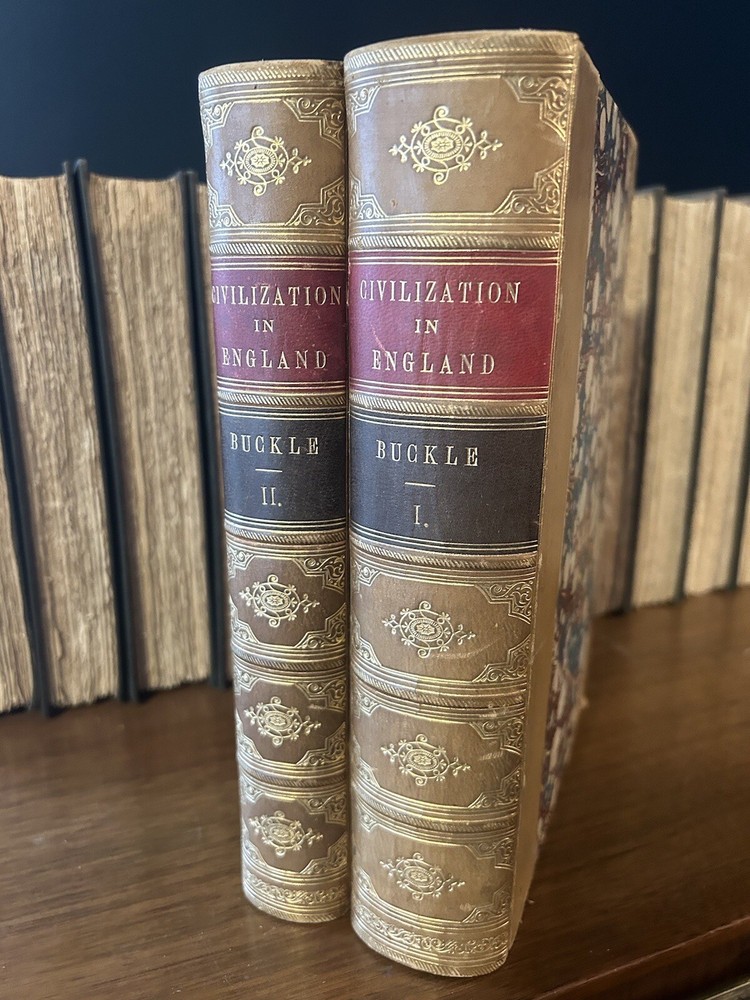 CIVILIZATION
IN
ENGLAND
BUCKLE
II.
CIVILIZATION
IN
ENGLAND
BUCKLE
I.